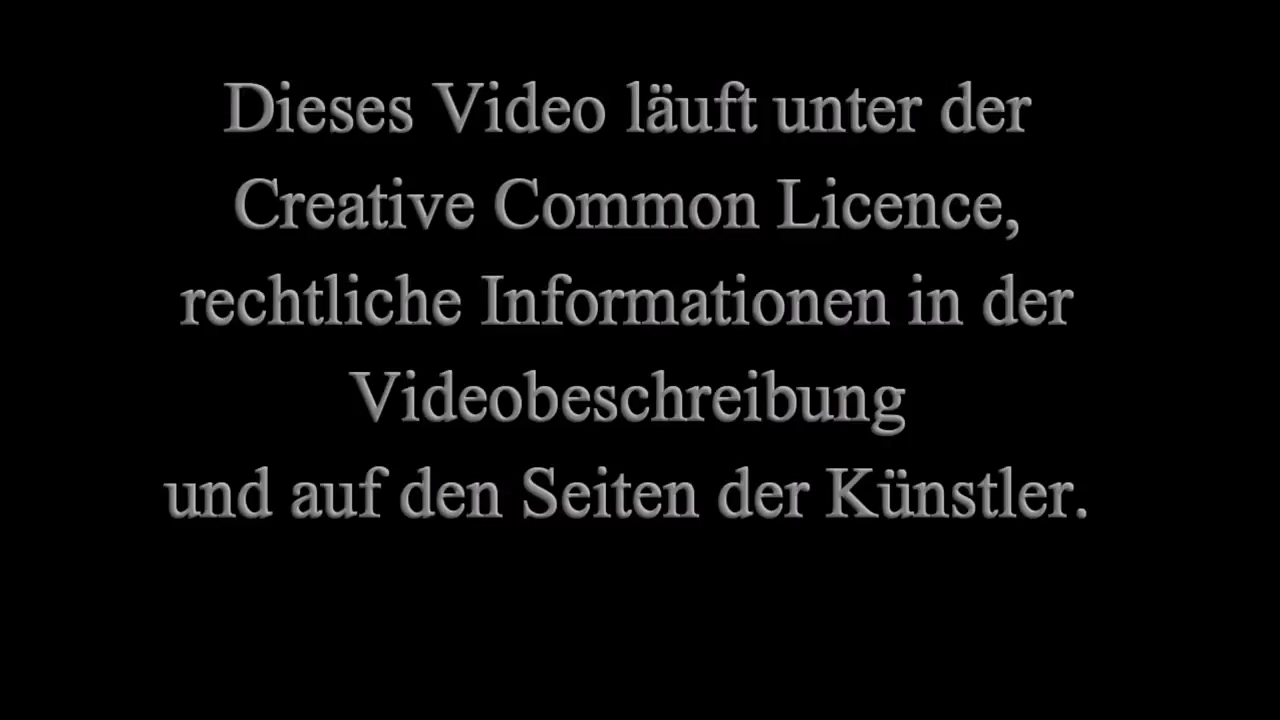 Dieses Video läuft unter der
Creative Common Licence,
rechtliche Informationen in der
Videobeschreibung
und auf den Seiten der Künstler.